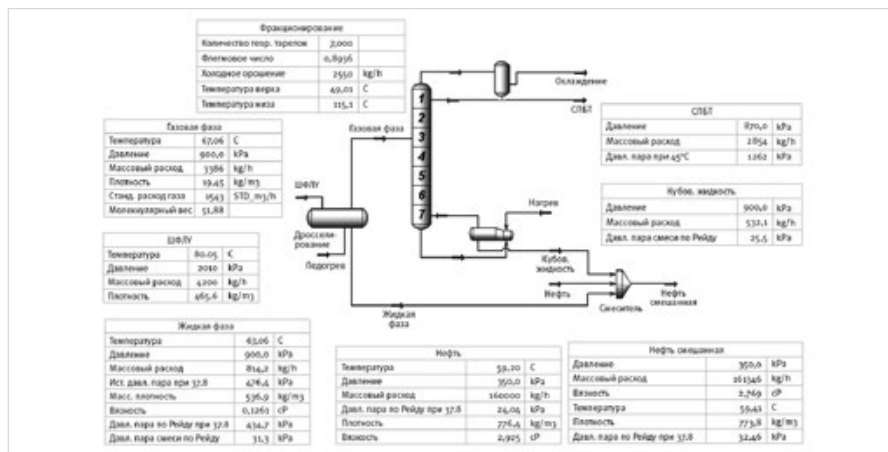 Фракционирование
Количество теор. тарелок 7,000
Флегмовое число 0,8936
Холодное орошение 2550 kg/h
Температура верха 49,01 C
Температура низа 115,1 C
Охлаждение
СПБТ
СПБТ
Давление 870,0 kPa
Массовый расход 2854 kg/h
Давл. пара при 45°C 1262 kPa
Газовая фаза
Температура 67,06 C
Давление 900,0 kPa
Массовый расход 3386 kg/h
Плотность 19,45 kg/m3
Станд. расход газа 1543 STD_m3/h
Молекулярный вес 51,88
Газовая фаза
1
2
3
4
5
6
7
ШФЛУ
Дроссели-
рование
Подогрев
Нагрев
Кубов. жидкость
Давление 900,0 kPa
Массовый расход 532,1 kg/h
Давл. пара смеси по Рейду 25,5 kPa
ШФЛУ
Температура 80,05 C
Давление 2010 kPa
Массовый расход 4200 kg/h
Плотность 465,6 kg/m3
Кубов.
жидкость
Нефть
Смеситель
Нефть
смешанная
Жидкая
фаза
Жидкая фаза
Температура 63,06 C
Давление 900,0 kPa
Массовый расход 814,2 kg/h
Ист. давл. пара при 37.8 476,4 kPa
Масс. плотность 536,9 kg/m3
Вязкость 0,1261 cP
Давл. пара по Рейду при 37.8 434,7 kPa
Давл. пара смеси по Рейду 31,3 kPa
Нефть
Температура 59,20 C
Давление 350,0 kPa
Массовый расход 160000 kg/h
Давл. пара по Рейду при 37.8 24,04 kPa
Плотность 776,4 kg/m3
Вязкость 2,925 cP
Нефть смешанная
Давление 350,0 kPa
Массовый расход 161346 kg/h
Вязкость 2,769 cP
Температура 59,41 C
Плотность 773,8 kg/m3
Давл. пара по Рейду при 37.8 32,46 kPa